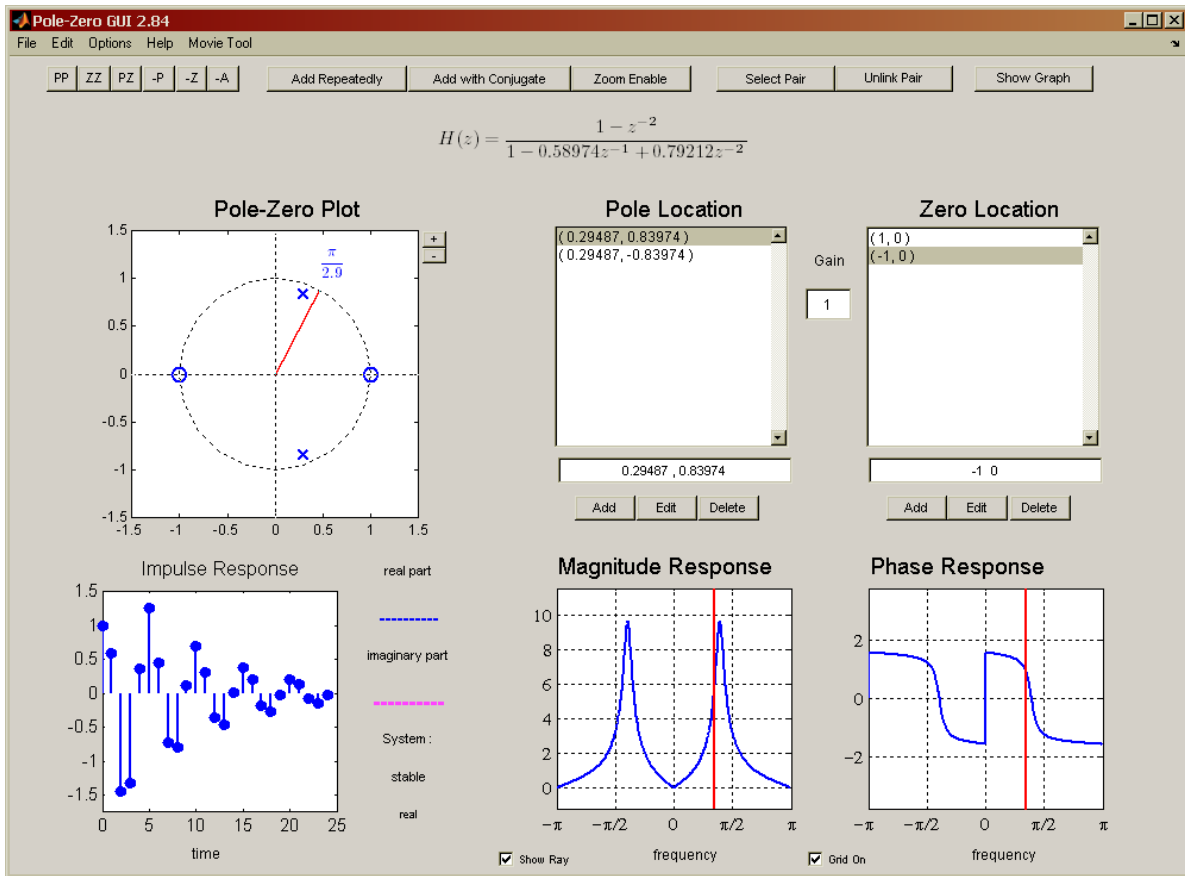 Pole-Zero GUI 2.84
File Edit Options Help Movie Tool
PP ZZ PZ -P -Z -A Add Repeatedly Add with Conjugate Zoom Enable Select Pair Unlink Pair Show Graph
H(z) = (1 − z^−2) / (1 − 0.58974z^−1 + 0.79212z^−2)
Pole-Zero Plot
+
-
π/2.9
1.5
1
0.5
0
-0.5
-1
-1.5
-1.5 -1 -0.5 0 0.5 1 1.5
Pole Location
( 0.29487, 0.83974 )
( 0.29487, -0.83974 )
0.29487 , 0.83974
Add Edit Delete
Gain
1
Zero Location
( 1, 0 )
( -1, 0 )
-1 0
Add Edit Delete
Impulse Response
1.5
1
0.5
0
-0.5
-1
-1.5
0 5 10 15 20 25
time
real part
imaginary part
System :
stable
real
Magnitude Response
10
8
6
4
2
0
−π −π/2 0 π/2 π
Show Ray
frequency
Phase Response
2
0
−2
−π −π/2 0 π/2 π
Grid On
frequency